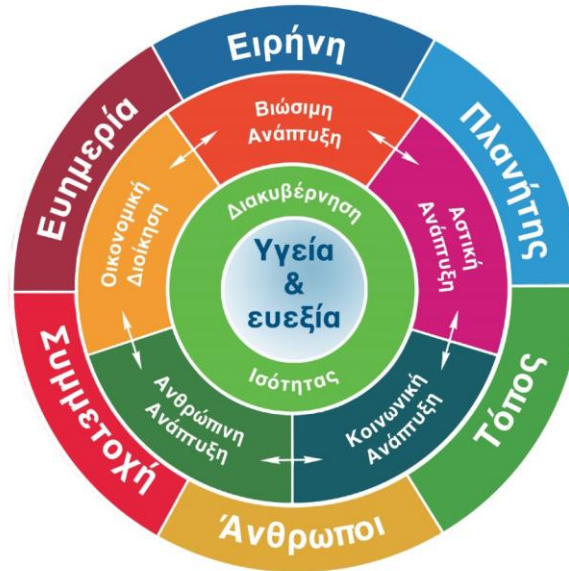 Ειρήνη
Πλανήτης
Τόπος
Άνθρωποι
Συμμετοχή
Ευημερία
Βιώσιμη
Ανάπτυξη
Αστική
Ανάπτυξη
Κοινωνική
Ανάπτυξη
Ανθρώπινη
Ανάπτυξη
Οικονομική
Διοίκηση
Διακυβέρνηση
Ισότητας
Υγεία
&
ευεξία